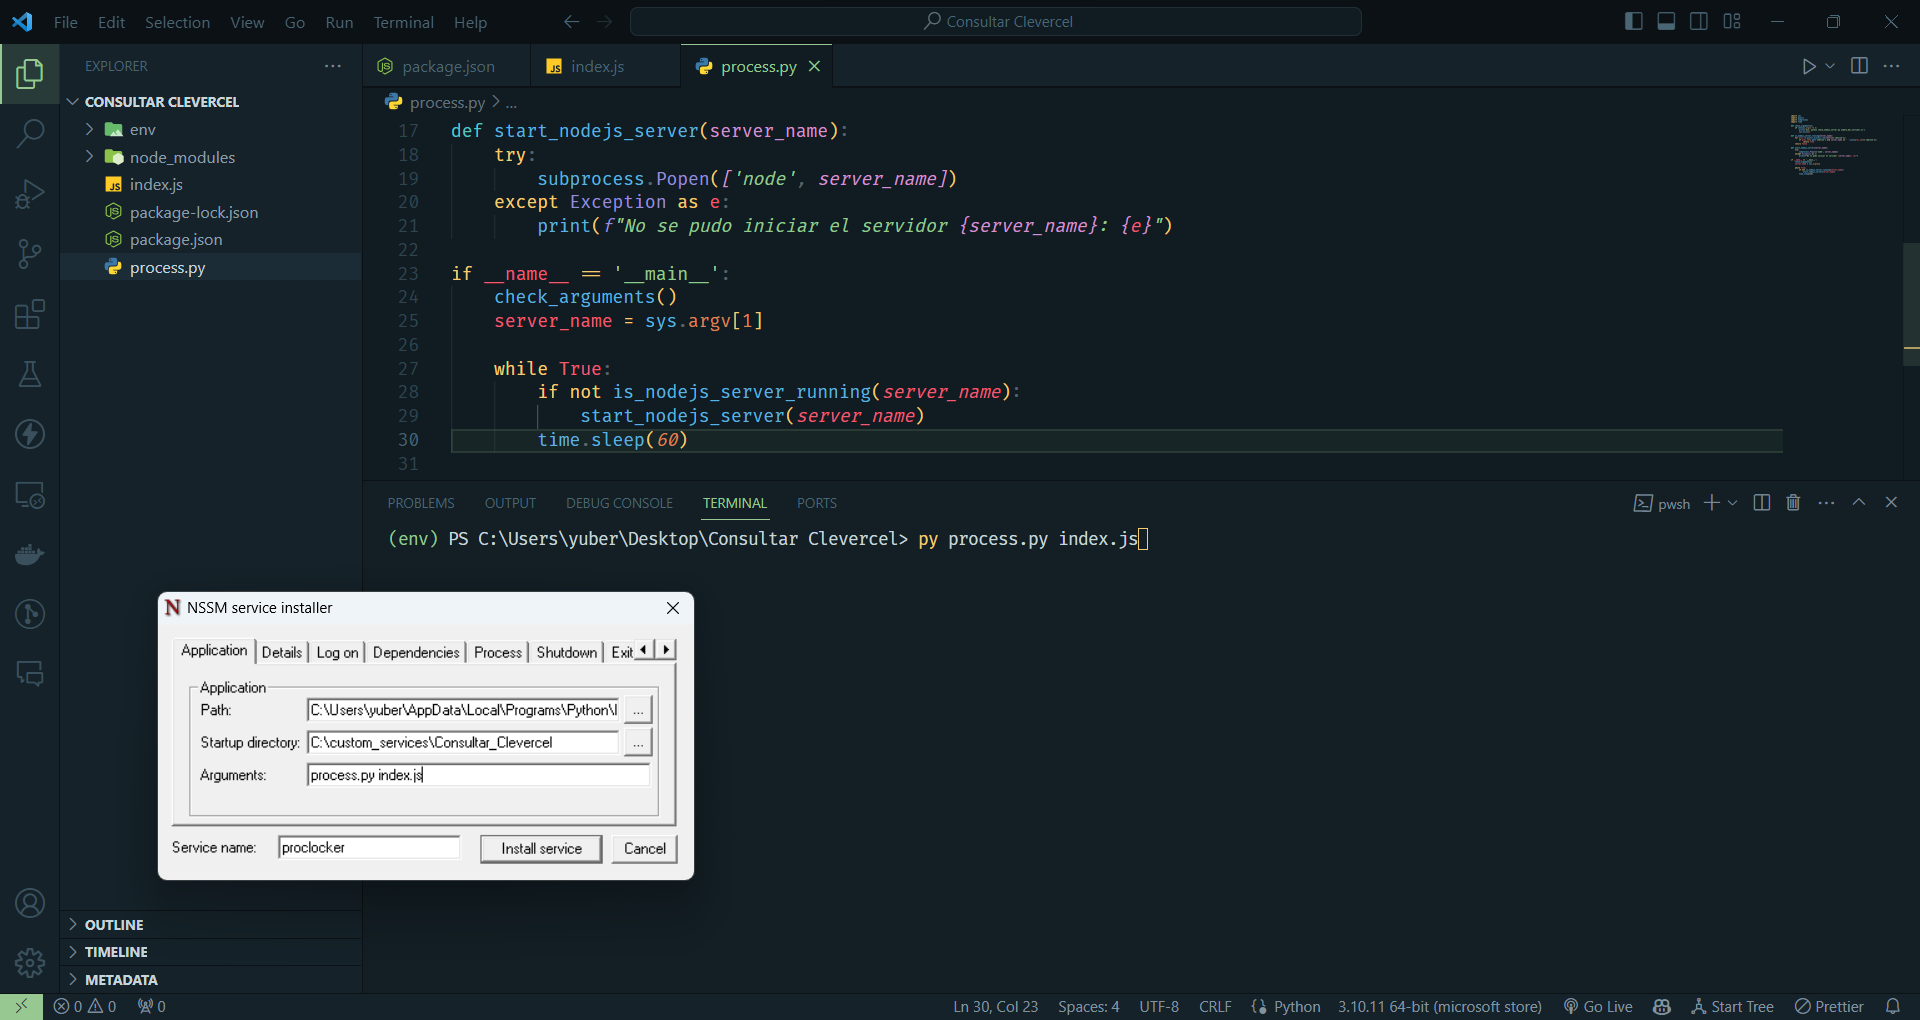 File Edit Selection View Go Run Terminal Help
Consultar Clevercel
EXPLORER
CONSULTAR CLEVERCEL
env
node_modules
index.js
package-lock.json
package.json
process.py
OUTLINE
TIMELINE
METADATA
package.json index.js process.py
process.py > ...
17 def start_nodejs_server(server_name):
18 try:
19 subprocess.Popen(['node', server_name])
20 except Exception as e:
21 print(f"No se pudo iniciar el servidor {server_name}: {e}")
22
23 if __name__ == '__main__':
24 check_arguments()
25 server_name = sys.argv[1]
26
27 while True:
28 if not is_nodejs_server_running(server_name):
29 start_nodejs_server(server_name)
30 time.sleep(60)
31
PROBLEMS OUTPUT DEBUG CONSOLE TERMINAL PORTS
pwsh
(env) PS C:\Users\yuber\Desktop\Consultar Clevercel> py process.py index.js
NSSM service installer
Application Details Log on Dependencies Process Shutdown Exit
Application
Path: C:\Users\yuber\AppData\Local\Programs\Python\
Startup directory: C:\custom_services\Consultar_Clevercel
Arguments: process.py index.js
Service name: proclocker Install service Cancel
0 0 0 Ln 30, Col 23 Spaces: 4 UTF-8 CRLF Python 3.10.11 64-bit (microsoft store) Go Live Start Tree Prettier